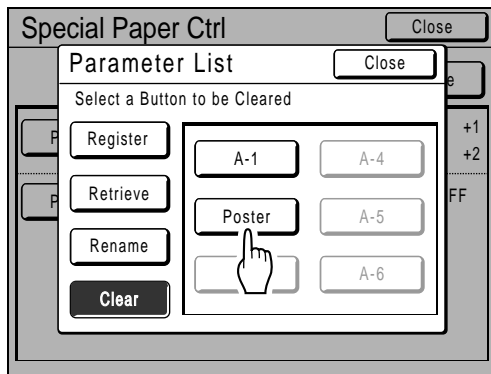 Special Paper Ctrl
Close
Parameter List
Close
Select a Button to be Cleared
Register
A-1
A-4
Retrieve
Poster
A-5
Rename
A-6
Clear
+1
+2
FF
P
P
e